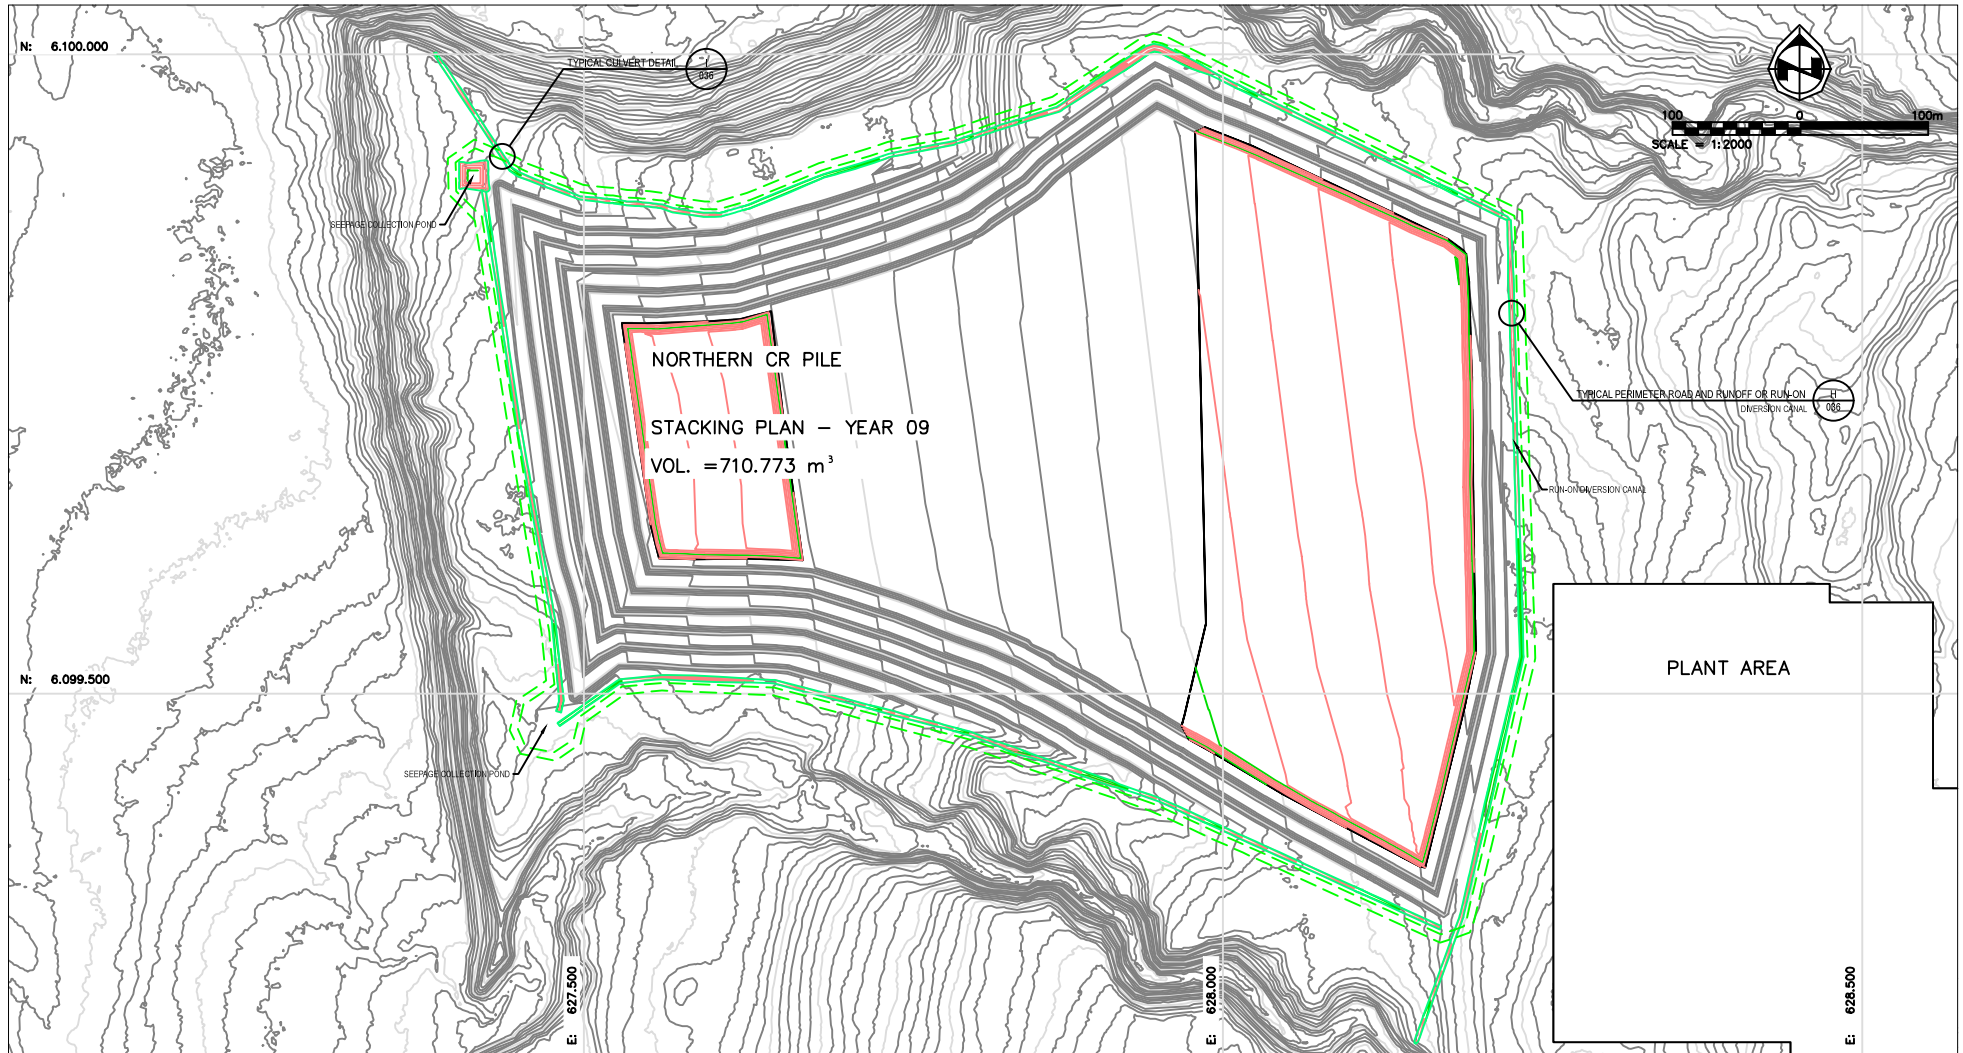 N: 6.100.000
TYPICAL CULVERT DETAIL
036
100 0 100m
SCALE = 1:2000
SEEPAGE COLLECTION POND
NORTHERN CR PILE
STACKING PLAN – YEAR 09
VOL. =710.773 m³
TYPICAL PERIMETER ROAD AND RUNOFF OR RUN-ON
DIVERSION CANAL
H
036
RUN-ON DIVERSION CANAL
N: 6.099.500
PLANT AREA
SEEPAGE COLLECTION POND
E: 627.500
E: 628.000
E: 628.500